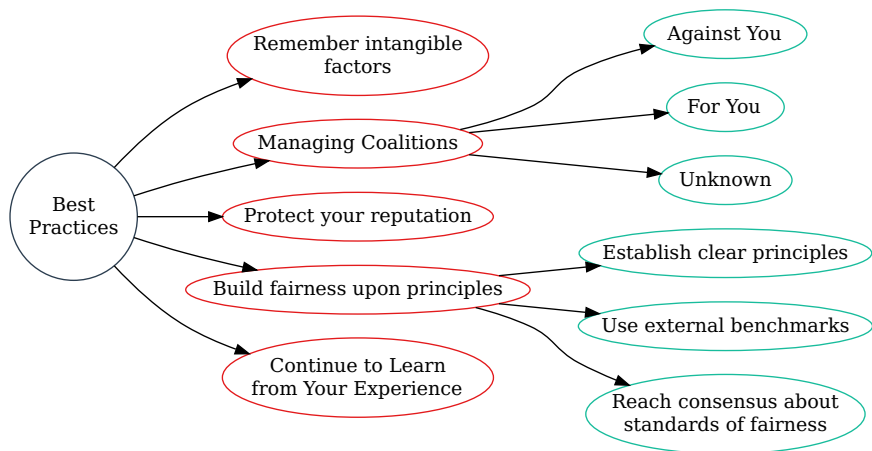 Best
Practices
Remember intangible
factors
Managing Coalitions
Against You
For You
Unknown
Protect your reputation
Build fairness upon principles
Establish clear principles
Use external benchmarks
Reach consensus about
standards of fairness
Continue to Learn
from Your Experience